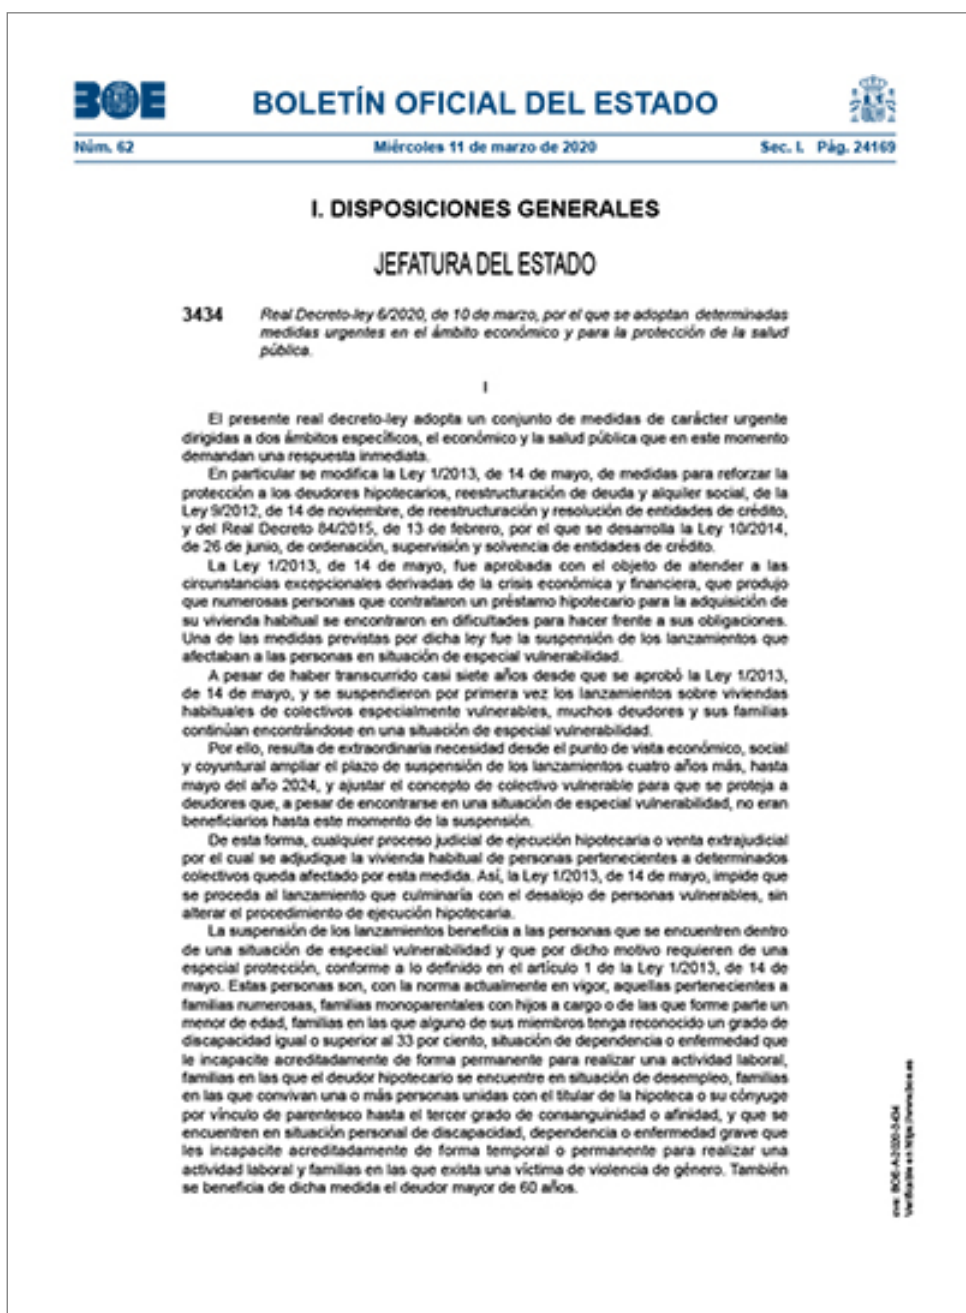 BOE
BOLETÍN OFICIAL DEL ESTADO
Núm. 62 Miércoles 11 de marzo de 2020 Sec. I. Pág. 24169
I. DISPOSICIONES GENERALES
JEFATURA DEL ESTADO
3434 Real Decreto-ley 6/2020, de 10 de marzo, por el que se adoptan determinadas
medidas urgentes en el ámbito económico y para la protección de la salud
pública.
I
El presente real decreto-ley adopta un conjunto de medidas de carácter urgente
dirigidas a dos ámbitos específicos, el económico y la salud pública que en este momento
demandan una respuesta inmediata.
En particular se modifica la Ley 1/2013, de 14 de mayo, de medidas para reforzar la
protección a los deudores hipotecarios, reestructuración de deuda y alquiler social, de la
Ley 9/2012, de 14 de noviembre, de reestructuración y resolución de entidades de crédito,
y del Real Decreto 84/2015, de 13 de febrero, por el que se desarrolla la Ley 10/2014,
de 26 de junio, de ordenación, supervisión y solvencia de entidades de crédito.
La Ley 1/2013, de 14 de mayo, fue aprobada con el objeto de atender a las
circunstancias excepcionales derivadas de la crisis económica y financiera, que produjo
que numerosas personas que contrataron un préstamo hipotecario para la adquisición de
su vivienda habitual se encontraron en dificultades para hacer frente a sus obligaciones.
Una de las medidas previstas por dicha ley fue la suspensión de los lanzamientos que
afectaban a las personas en situación de especial vulnerabilidad.
A pesar de haber transcurrido casi siete años desde que se aprobó la Ley 1/2013,
de 14 de mayo, y se suspendieron por primera vez los lanzamientos sobre viviendas
habituales de colectivos especialmente vulnerables, muchos deudores y sus familias
continúan encontrándose en una situación de especial vulnerabilidad.
Por ello, resulta de extraordinaria necesidad desde el punto de vista económico, social
y coyuntural ampliar el plazo de suspensión de los lanzamientos cuatro años más, hasta
mayo del año 2024, y ajustar el concepto de colectivo vulnerable para que se proteja a
deudores que, a pesar de encontrarse en una situación de especial vulnerabilidad, no eran
beneficiarios hasta este momento de la suspensión.
De esta forma, cualquier proceso judicial de ejecución hipotecaria o venta extrajudicial
por el cual se adjudique la vivienda habitual de personas pertenecientes a determinados
colectivos queda afectado por esta medida. Así, la Ley 1/2013, de 14 de mayo, impide que
se proceda al lanzamiento que culminaría con el desalojo de personas vulnerables, sin
alterar el procedimiento de ejecución hipotecaria.
La suspensión de los lanzamientos beneficia a las personas que se encuentren dentro
de una situación de especial vulnerabilidad y que por dicho motivo requieren de una
especial protección, conforme a lo definido en el artículo 1 de la Ley 1/2013, de 14 de
mayo. Estas personas son, con la norma actualmente en vigor, aquellas pertenecientes a
familias numerosas, familias monoparentales con hijos a cargo o de las que forme parte un
menor de edad, familias en las que alguno de sus miembros tenga reconocido un grado de
discapacidad igual o superior al 33 por ciento, situación de dependencia o enfermedad que
le incapacite acreditadamente de forma permanente para realizar una actividad laboral,
familias en las que el deudor hipotecario se encuentre en situación de desempleo, familias
en las que convivan una o más personas unidas con el titular de la hipoteca o su cónyuge
por vínculo de parentesco hasta el tercer grado de consanguinidad o afinidad, y que se
encuentren en situación personal de discapacidad, dependencia o enfermedad grave que
les incapacite acreditadamente de forma temporal o permanente para realizar una
actividad laboral y familias en las que exista una víctima de violencia de género. También
se beneficia de dicha medida el deudor mayor de 60 años.
cve: BOE-A-2020-3434
Verificable en https://www.boe.es